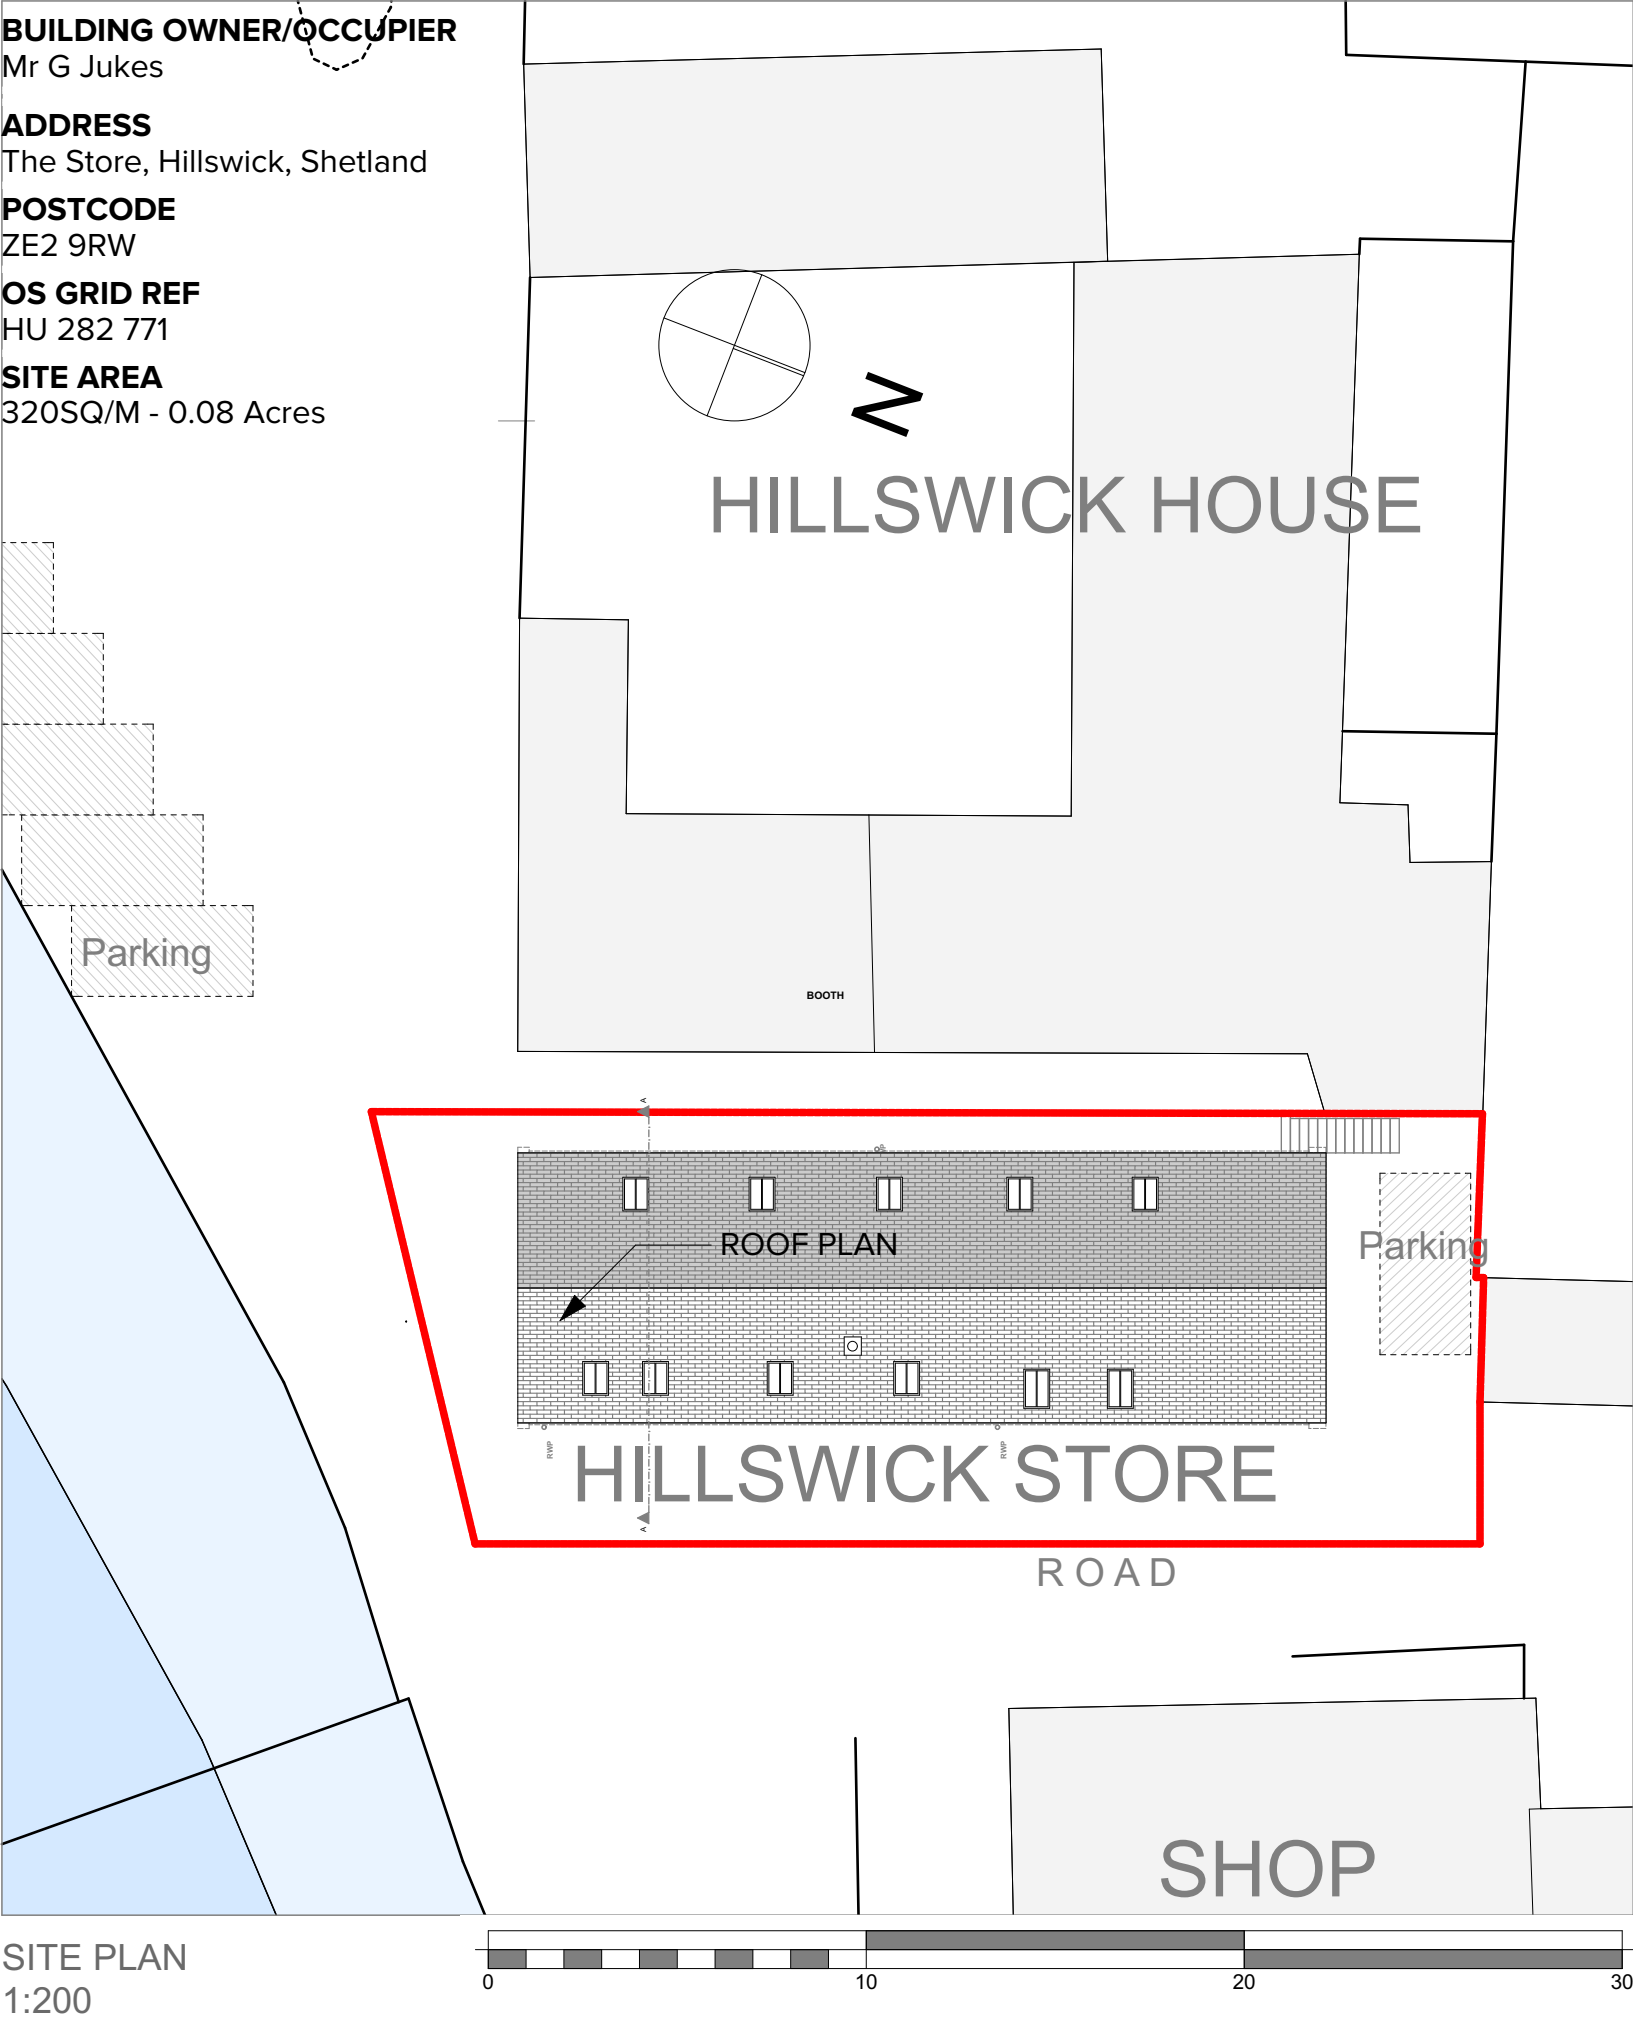 BUILDING OWNER/OCCUPIER
Mr G Jukes
ADDRESS
The Store, Hillswick, Shetland
POSTCODE
ZE2 9RW
OS GRID REF
HU 282 771
SITE AREA
320SQ/M - 0.08 Acres
N
HILLSWICK HOUSE
Parking
BOOTH
A
ROOF PLAN
Parking
RWP
RWP
HILLSWICK STORE
A
ROAD
SHOP
SITE PLAN
1:200
0 10 20 30